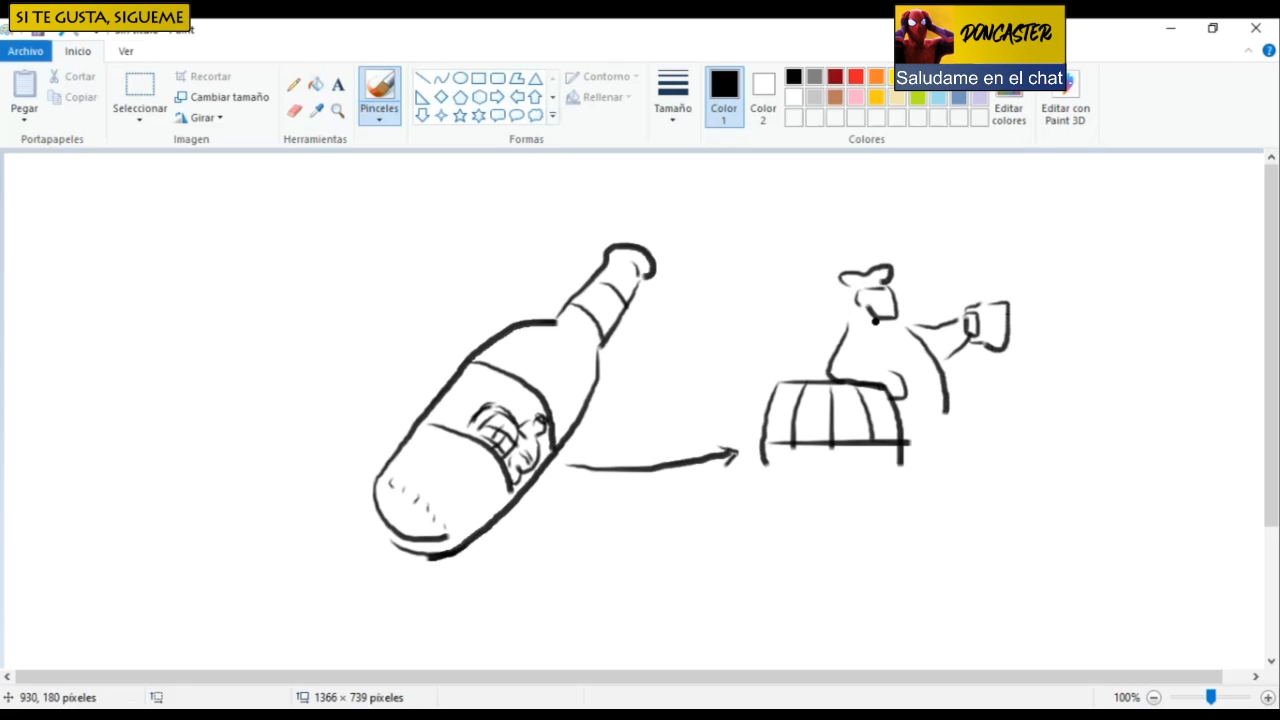 SI TE GUSTA, SIGUEME
DONCASTER
Saludame en el chat
Archivo
Inicio
Ver
Pegar
Cortar
Copiar
Portapapeles
Seleccionar
Recortar
Cambiar tamaño
Girar
Imagen
A
Herramientas
Pinceles
Formas
Contorno
Rellenar
Tamaño
Color 1
Color 2
Colores
Editar colores
Editar con Paint 3D
930, 180 píxeles
1366 × 739 píxeles
100%